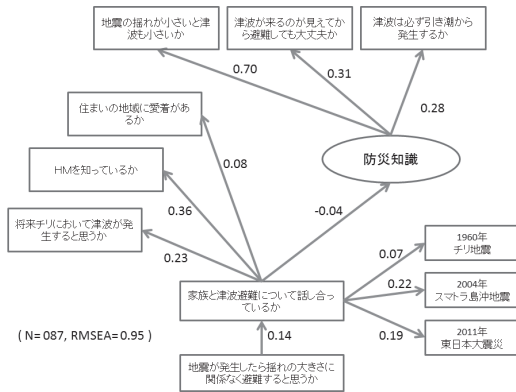 地震の揺れが小さいと津
波も小さいか
津波が来るのが見えてか
ら避難しても大丈夫か
津波は必ず引き潮から
発生するか
0.70
0.31
0.28
住まいの地域に愛着があ
るか
防災知識
0.08
HMを知っているか
0.36
-0.04
将来チリにおいて津波が発
生すると思うか
0.23
1960年
チリ地震
0.07
2004年
スマトラ島沖地震
0.22
家族と津波避難について話し合っ
ているか
0.19
2011年
東日本大震災
( N= 087, RMSEA= 0.95 )
0.14
地震が発生したら揺れの大きさに
関係なく避難すると思うか